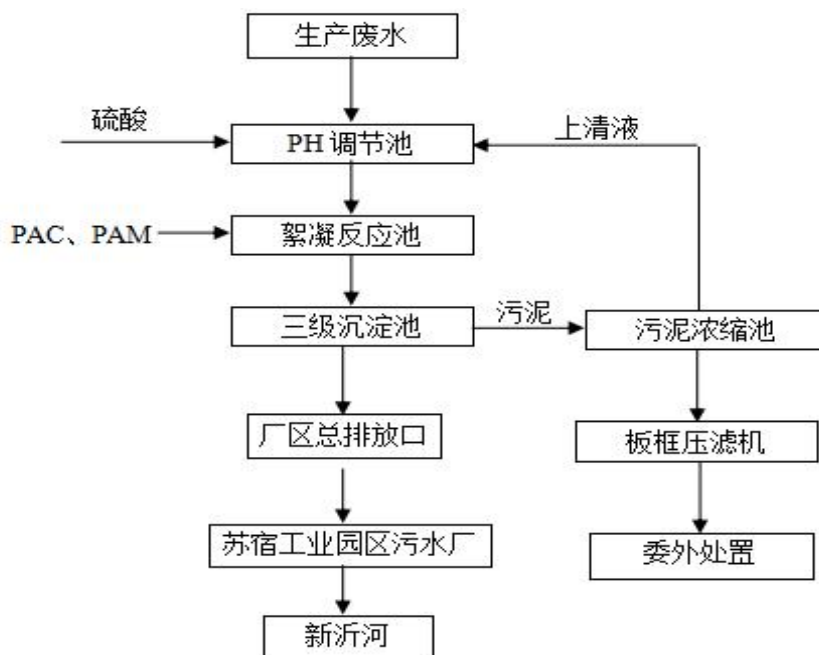 生产废水
硫酸
PH 调节池
上清液
PAC、PAM
絮凝反应池
三级沉淀池
污泥
污泥浓缩池
厂区总排放口
板框压滤机
苏宿工业园区污水厂
委外处置
新沂河